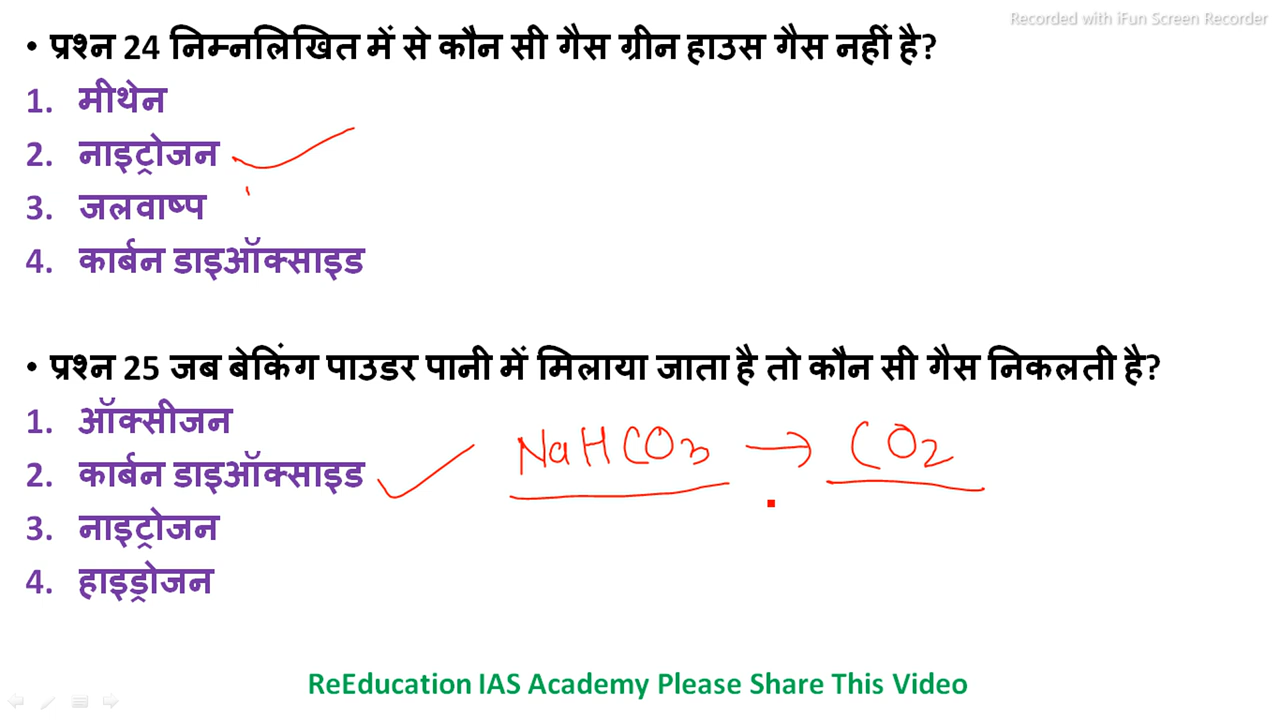 Recorded with iFun Screen Recorder
• प्रश्न 24 निम्नलिखित में से कौन सी गैस ग्रीन हाउस गैस नहीं है?
1. मीथेन
2. नाइट्रोजन
3. जलवाष्प
4. कार्बन डाइऑक्साइड
• प्रश्न 25 जब बेकिंग पाउडर पानी में मिलाया जाता है तो कौन सी गैस निकलती है?
1. ऑक्सीजन
NaHCO3 → CO2
2. कार्बन डाइऑक्साइड
3. नाइट्रोजन
4. हाइड्रोजन
ReEducation IAS Academy Please Share This Video